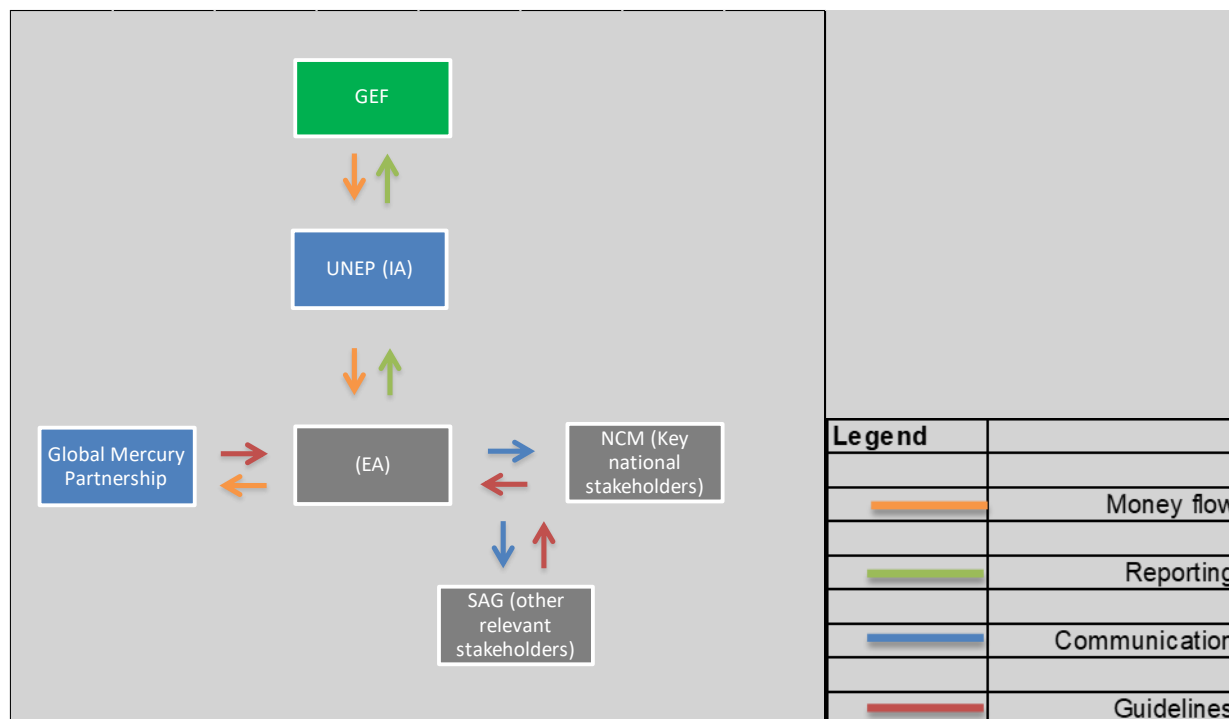 GEF
UNEP (IA)
Global Mercury
Partnership
(EA)
NCM (Key
national
stakeholders)
SAG (other
relevant
stakeholders)
Legend
Money flow
Reporting
Communication
Guidelines